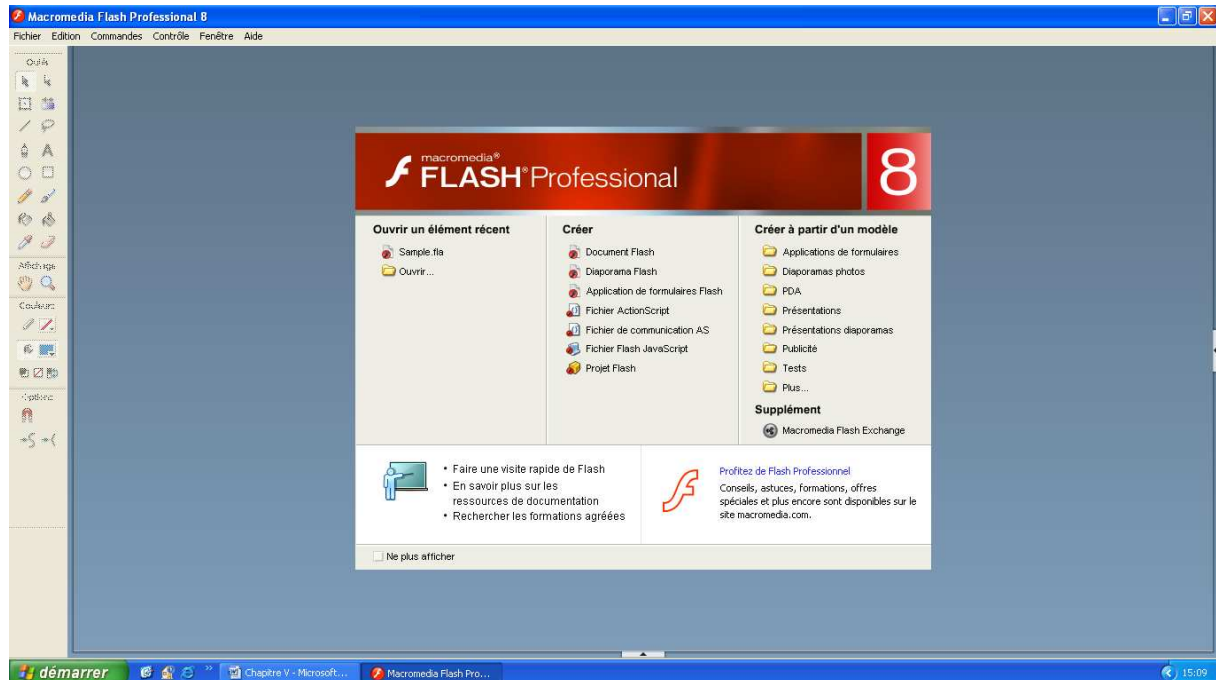 Macromedia Flash Professional 8
Fichier Edition Commandes Contrôle Fenêtre Aide
Outils
Affichage
Couleurs
Options
macromedia®
FLASH® Professional
8
Ouvrir un élément récent
Sample.fla
Ouvrir...
Créer
Document Flash
Diaporama Flash
Application de formulaires Flash
Fichier ActionScript
Fichier de communication AS
Fichier Flash JavaScript
Projet Flash
Créer à partir d'un modèle
Applications de formulaires
Diaporamas photos
PDA
Présentations
Présentations diaporamas
Publicité
Tests
Plus...
Supplément
Macromedia Flash Exchange
• Faire une visite rapide de Flash
• En savoir plus sur les
ressources de documentation
• Rechercher les formations agréées
Profitez de Flash Professionnel
Conseils, astuces, formations, offres
spéciales et plus encore sont disponibles sur le
site macromedia.com.
Ne plus afficher
démarrer
Chapitre V - Microsoft...
Macromedia Flash Pro...
15:09